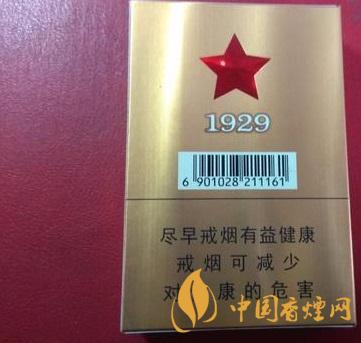 1929
6 901028 211161
尽早戒烟有益健康
戒烟可减少
对 康的危害
中国香烟网